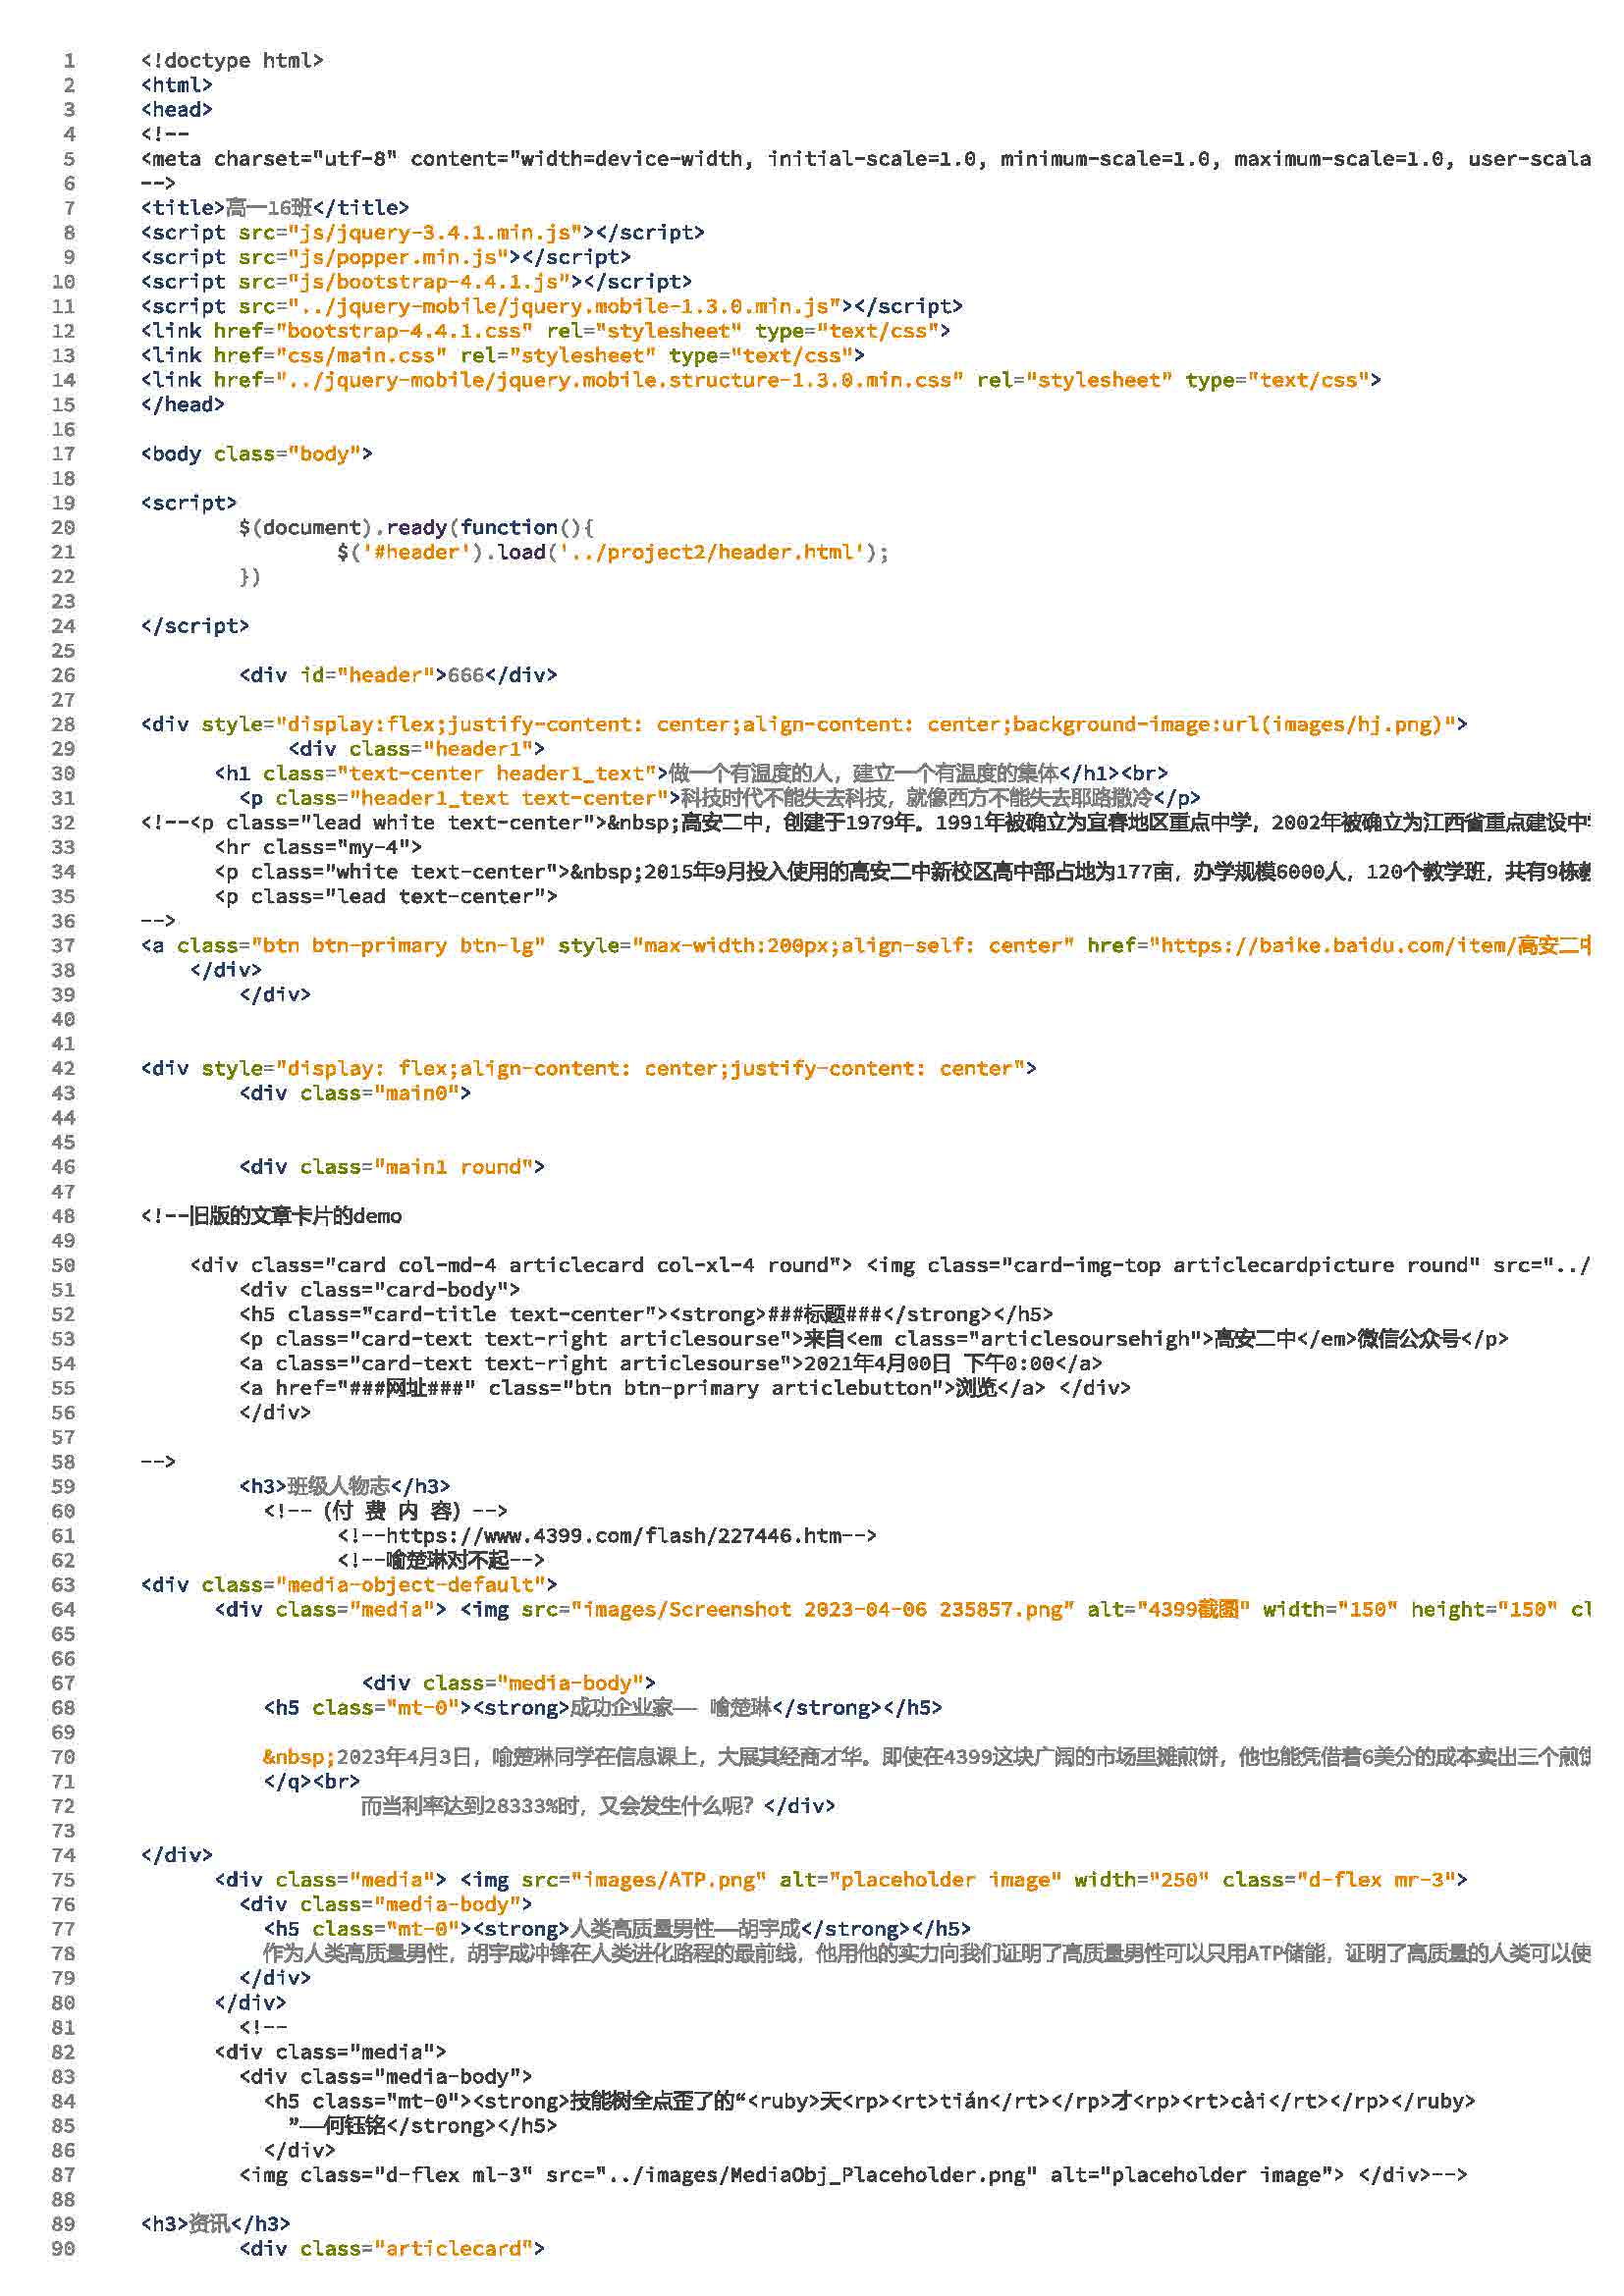 1 <!doctype html>
2 <html>
3 <head>
4 <!--
5 <meta charset="utf-8" content="width=device-width, initial-scale=1.0, minimum-scale=1.0, maximum-scale=1.0, user-scala
6 -->
7 <title>高一16班</title>
8 <script src="js/jquery-3.4.1.min.js"></script>
9 <script src="js/popper.min.js"></script>
10 <script src="js/bootstrap-4.4.1.js"></script>
11 <script src="../jquery-mobile/jquery.mobile-1.3.0.min.js"></script>
12 <link href="bootstrap-4.4.1.css" rel="stylesheet" type="text/css">
13 <link href="css/main.css" rel="stylesheet" type="text/css">
14 <link href="../jquery-mobile/jquery.mobile.structure-1.3.0.min.css" rel="stylesheet" type="text/css">
15 </head>
16
17 <body class="body">
18
19 <script>
20 $(document).ready(function(){
21 $('#header').load('../project2/header.html');
22 })
23
24 </script>
25
26 <div id="header">666</div>
27
28 <div style="display:flex;justify-content: center;align-content: center;background-image:url(images/hj.png)">
29 <div class="header1">
30 <h1 class="text-center header1_text">做一个有温度的人，建立一个有温度的集体</h1><br>
31 <p class="header1_text text-center">科技时代不能失去科技，就像西方不能失去耶路撒冷</p>
32 <!--<p class="lead white text-center">&nbsp;高安二中，创建于1979年。1991年被确立为宜春地区重点中学，2002年被确立为江西省重点建设中
33 <hr class="my-4">
34 <p class="white text-center">&nbsp;2015年9月投入使用的高安二中新校区高中部占地为177亩，办学规模6000人，120个教学班，共有9栋教
35 <p class="lead text-center">
36 -->
37 <a class="btn btn-primary btn-lg" style="max-width:200px;align-self: center" href="https://baike.baidu.com/item/高安二中
38 </div>
39 </div>
40
41
42 <div style="display: flex;align-content: center;justify-content: center">
43 <div class="main0">
44
45
46 <div class="main1 round">
47
48 <!--旧版的文章卡片的demo
49
50 <div class="card col-md-4 articlecard col-xl-4 round"> <img class="card-img-top articlecardpicture round" src="../
51 <div class="card-body">
52 <h5 class="card-title text-center"><strong>###标题###</strong></h5>
53 <p class="card-text text-right articlesourse">来自<em class="articlesoursehigh">高安二中</em>微信公众号</p>
54 <a class="card-text text-right articlesourse">2021年4月00日 下午0:00</a>
55 <a href="###网址###" class="btn btn-primary articlebutton">浏览</a> </div>
56 </div>
57
58 -->
59 <h3>班级人物志</h3>
60 <!-- (付 费 内 容) -->
61 <!--https://www.4399.com/flash/227446.htm-->
62 <!--喻楚琳对不起-->
63 <div class="media-object-default">
64 <div class="media"> <img src="images/Screenshot 2023-04-06 235857.png" alt="4399截图" width="150" height="150" cl
65
66
67 <div class="media-body">
68 <h5 class="mt-0"><strong>成功企业家—— 喻楚琳</strong></h5>
69
70 &nbsp;2023年4月3日，喻楚琳同学在信息课上，大展其经商才华。即使在4399这块广阔的市场里摊煎饼，他也能凭借着6美分的成本卖出三个煎饼
71 </q><br>
72 而当利率达到28333%时，又会发生什么呢？</div>
73
74 </div>
75 <div class="media"> <img src="images/ATP.png" alt="placeholder image" width="250" class="d-flex mr-3">
76 <div class="media-body">
77 <h5 class="mt-0"><strong>人类高质量男性——胡宇成</strong></h5>
78 作为人类高质量男性，胡宇成冲锋在人类进化路程的最前线，他用他的实力向我们证明了高质量男性可以只用ATP储能，证明了高质量的人类可以使
79 </div>
80 </div>
81 <!--
82 <div class="media">
83 <div class="media-body">
84 <h5 class="mt-0"><strong>技能树全点歪了的“<ruby>天<rp><rt>tián</rt></rp>才<rp><rt>cài</rt></rp></ruby>
85 ”——何钰铭</strong></h5>
86 </div>
87 <img class="d-flex ml-3" src="../images/MediaObj_Placeholder.png" alt="placeholder image"> </div>-->
88
89 <h3>资讯</h3>
90 <div class="articlecard">